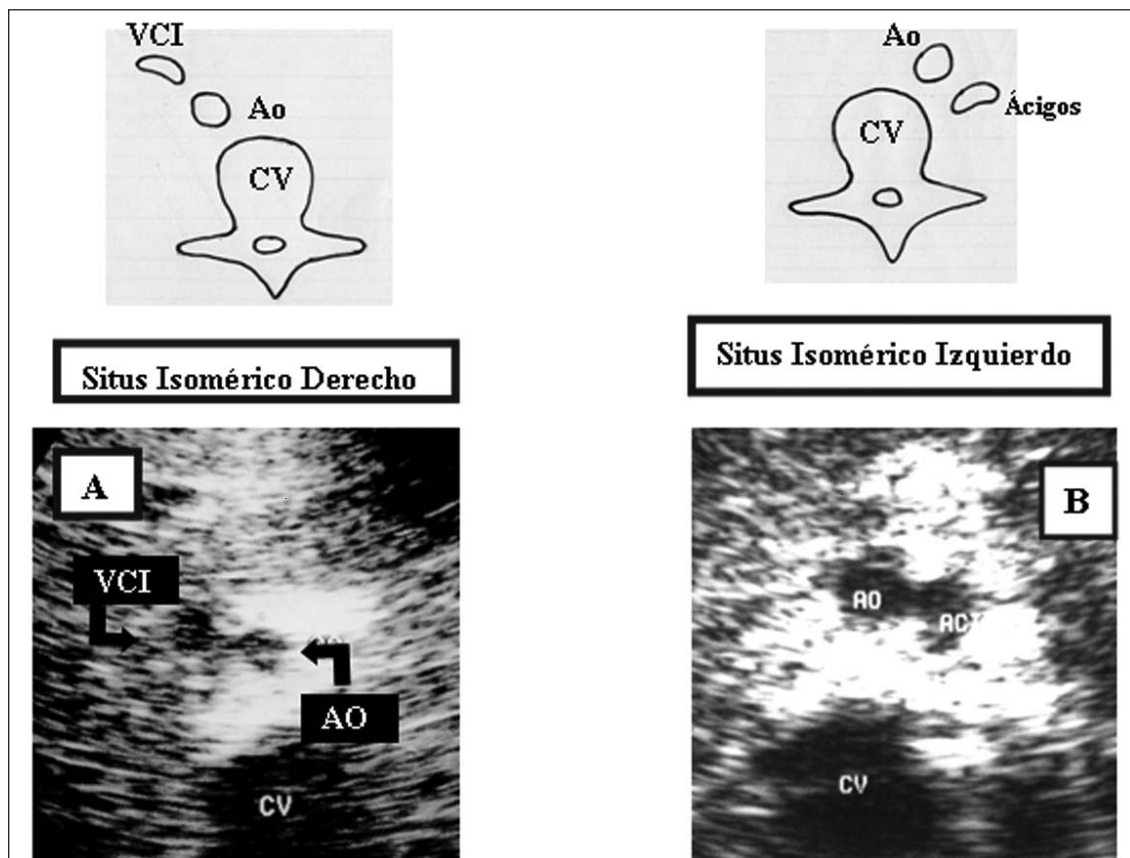 VCI
Ao
CV
Ao
Ácigos
CV
Situs Isomérico Derecho
Situs Isomérico Izquierdo
A
VCI
AO
CV
B
AO
CV